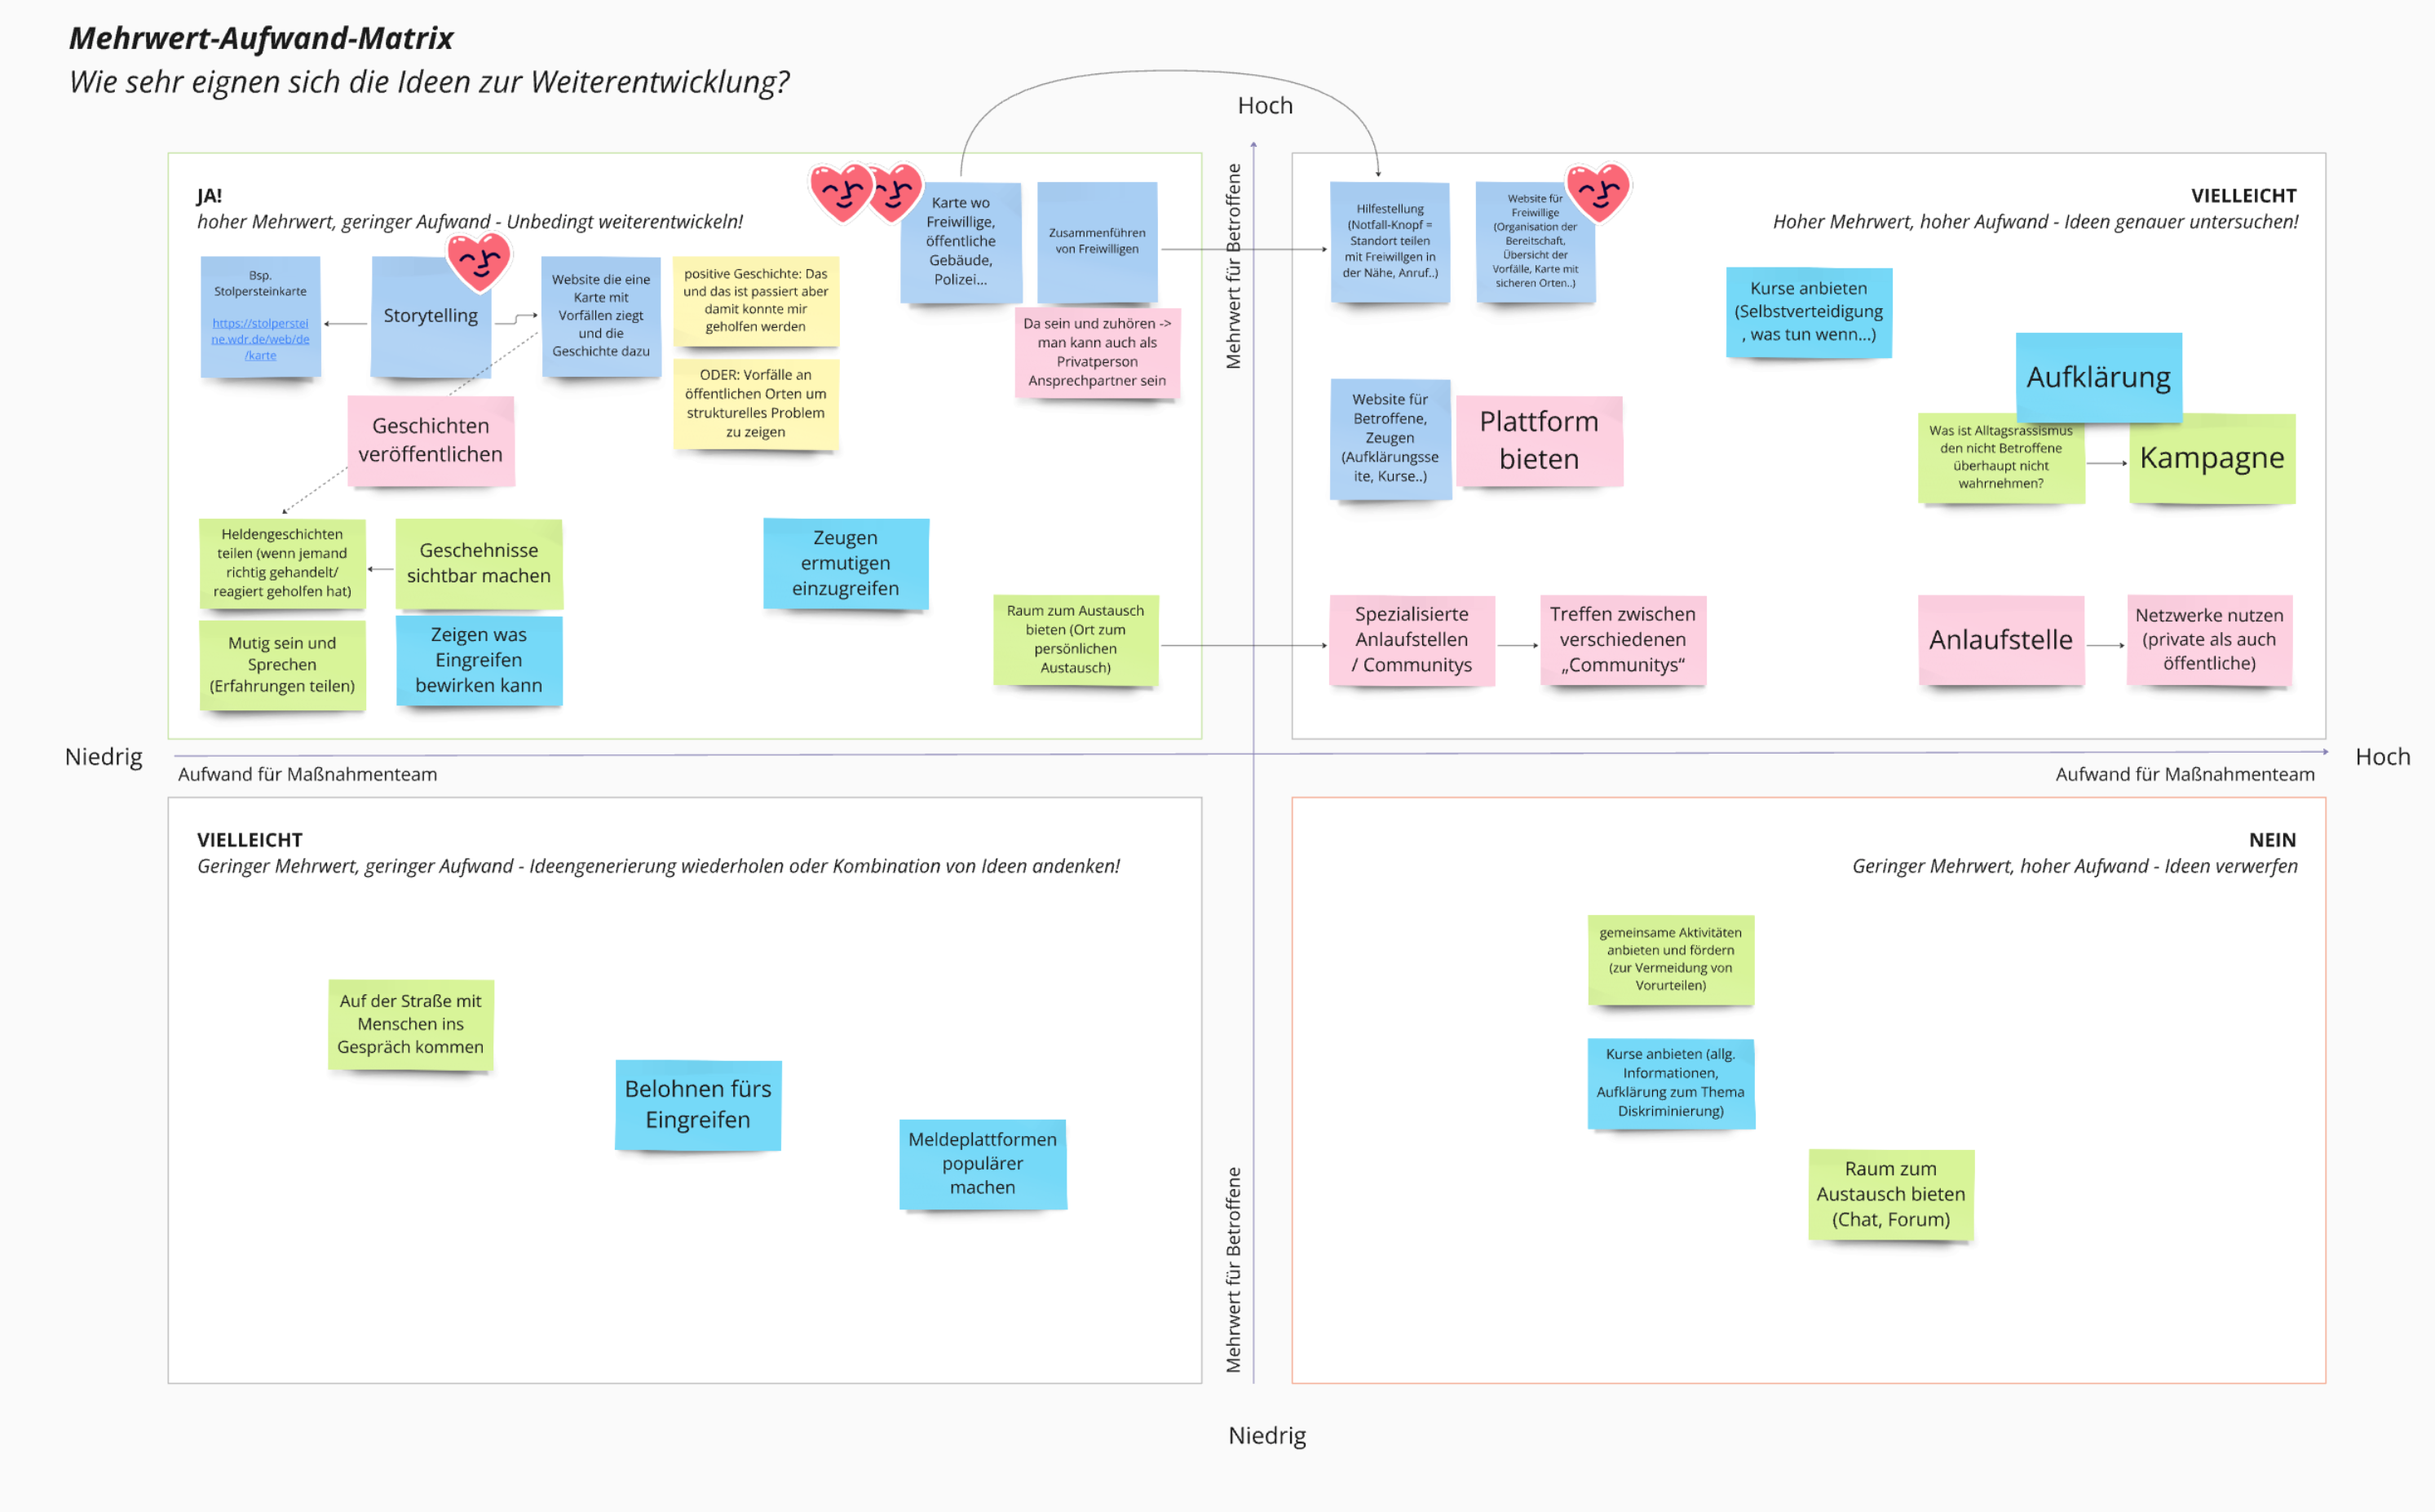 Mehrwert-Aufwand-Matrix
Wie sehr eignen sich die Ideen zur Weiterentwicklung?
Hoch
Mehrwert für Betroffene
JA!
hoher Mehrwert, geringer Aufwand - Unbedingt weiterentwickeln!
Bsp.
Stolpersteinkarte
https://stolperstei
ne.wdr.de/web/de
/karte
Storytelling
Website die eine
Karte mit
Vorfällen ziegt
und die
Geschichte dazu
positive Geschichte: Das
und das ist passiert aber
damit konnte mir
geholfen werden
ODER: Vorfälle an
öffentlichen Orten um
strukturelles Problem
zu zeigen
Karte wo
Freiwillige,
öffentliche
Gebäude,
Polizei...
Zusammenführen
von Freiwilligen
Da sein und zuhören ->
man kann auch als
Privatperson
Ansprechpartner sein
Geschichten
veröffentlichen
Heldengeschichten
teilen (wenn jemand
richtig gehandelt/
reagiert geholfen hat)
Geschehnisse
sichtbar machen
Mutig sein und
Sprechen
(Erfahrungen teilen)
Zeigen was
Eingreifen
bewirken kann
Zeugen
ermutigen
einzugreifen
Raum zum Austausch
bieten (Ort zum
persönlichen
Austausch)
VIELLEICHT
Hoher Mehrwert, hoher Aufwand - Ideen genauer untersuchen!
Hilfestellung
(Notfall-Knopf =
Standort teilen
mit Freiwillgen in
der Nähe, Anruf..)
Website für
Freiwillige
(Organisation der
Bereitschaft,
Übersicht der
Vorfälle, Karte mit
sicheren Orten..)
Kurse anbieten
(Selbstverteidigung
, was tun wenn...)
Aufklärung
Website für
Betroffene,
Zeugen
(Aufklärungsse
ite, Kurse..)
Plattform
bieten
Was ist Alltagsrassismus
den nicht Betroffene
überhaupt nicht
wahrnehmen?
Kampagne
Spezialisierte
Anlaufstellen
/ Communitys
Treffen zwischen
verschiedenen
„Communitys“
Anlaufstelle
Netzwerke nutzen
(private als auch
öffentliche)
Niedrig
Hoch
Aufwand für Maßnahmenteam
Aufwand für Maßnahmenteam
VIELLEICHT
Geringer Mehrwert, geringer Aufwand - Ideengenerierung wiederholen oder Kombination von Ideen andenken!
Auf der Straße mit
Menschen ins
Gespräch kommen
Belohnen fürs
Eingreifen
Meldeplattformen
populärer
machen
Mehrwert für Betroffene
NEIN
Geringer Mehrwert, hoher Aufwand - Ideen verwerfen
gemeinsame Aktivitäten
anbieten und fördern
(zur Vermeidung von
Vorurteilen)
Kurse anbieten (allg.
Informationen,
Aufklärung zum Thema
Diskriminierung)
Raum zum
Austausch bieten
(Chat, Forum)
Niedrig